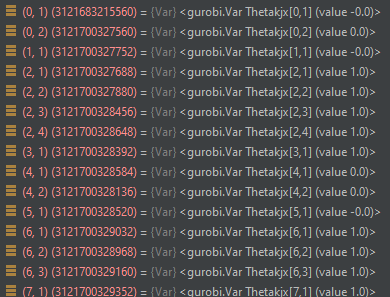 (0, 1) (3121683215560) = {Var} <gurobi.Var Thetakjx[0,1] (value -0.0)>
(0, 2) (3121700327560) = {Var} <gurobi.Var Thetakjx[0,2] (value 0.0)>
(1, 1) (3121700327752) = {Var} <gurobi.Var Thetakjx[1,1] (value -0.0)>
(2, 1) (3121700327688) = {Var} <gurobi.Var Thetakjx[2,1] (value 1.0)>
(2, 2) (3121700327880) = {Var} <gurobi.Var Thetakjx[2,2] (value 1.0)>
(2, 3) (3121700328456) = {Var} <gurobi.Var Thetakjx[2,3] (value 1.0)>
(2, 4) (3121700328648) = {Var} <gurobi.Var Thetakjx[2,4] (value 1.0)>
(3, 1) (3121700328392) = {Var} <gurobi.Var Thetakjx[3,1] (value 1.0)>
(4, 1) (3121700328584) = {Var} <gurobi.Var Thetakjx[4,1] (value 0.0)>
(4, 2) (3121700328136) = {Var} <gurobi.Var Thetakjx[4,2] (value 0.0)>
(5, 1) (3121700328520) = {Var} <gurobi.Var Thetakjx[5,1] (value -0.0)>
(6, 1) (3121700329032) = {Var} <gurobi.Var Thetakjx[6,1] (value 1.0)>
(6, 2) (3121700328968) = {Var} <gurobi.Var Thetakjx[6,2] (value 1.0)>
(6, 3) (3121700329160) = {Var} <gurobi.Var Thetakjx[6,3] (value 1.0)>
(7, 1) (3121700329352) = {Var} <gurobi.Var Thetakjx[7,1] (value 1.0)>